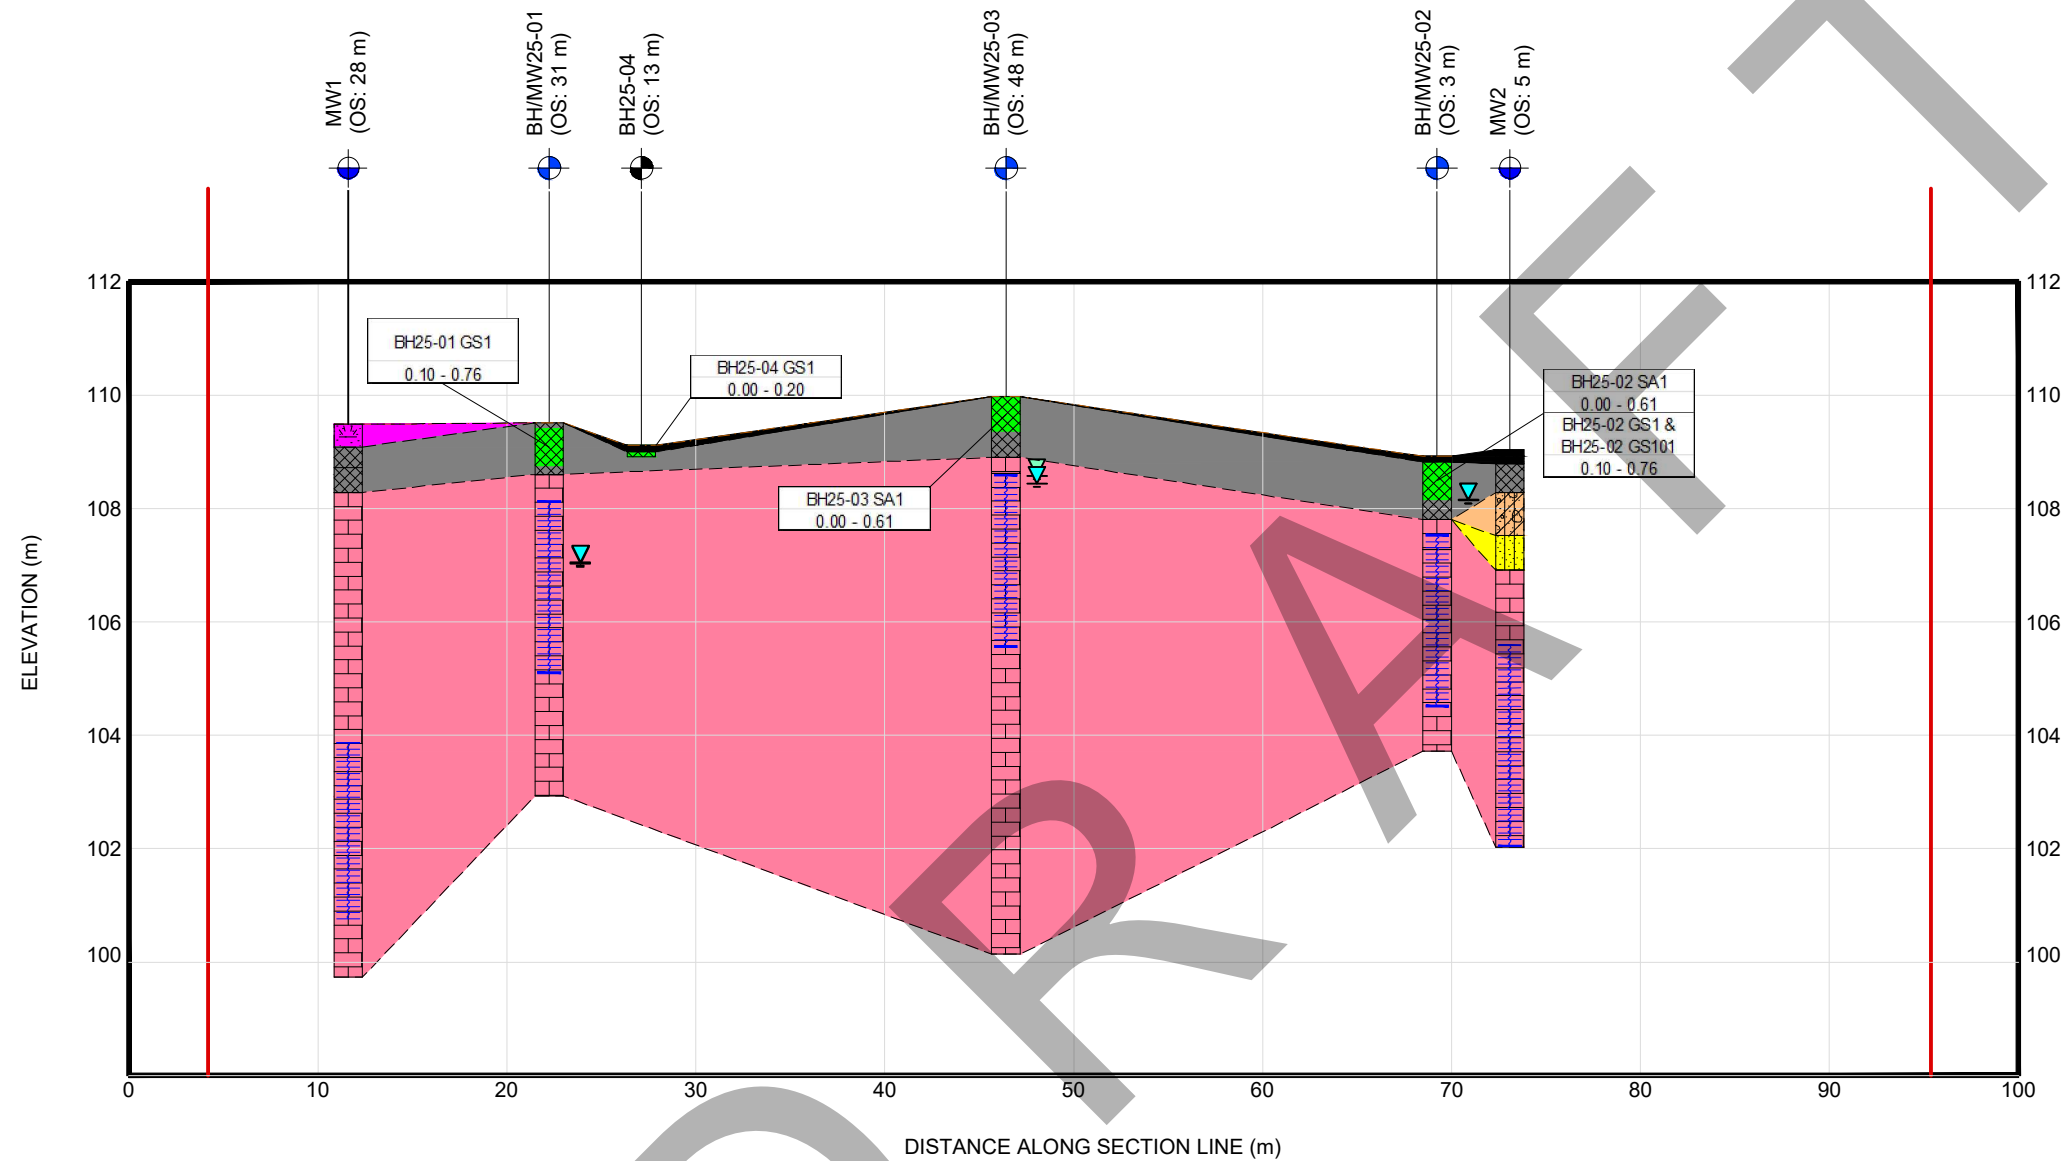 MW1
(OS: 28 m)
BH/MW25-01
(OS: 31 m)
BH25-04
(OS: 13 m)
BH/MW25-03
(OS: 48 m)
BH/MW25-02
(OS: 3 m)
MW2
(OS: 5 m)
112
112
BH25-01 GS1
0.10 - 0.76
BH25-04 GS1
0.00 - 0.20
BH25-02 SA1
0.00 - 0.61
BH25-02 GS1 &
BH25-02 GS101
0.10 - 0.76
110
110
BH25-03 SA1
0.00 - 0.61
108
108
106
106
104
104
102
102
100
100
ELEVATION (m)
0
10
20
30
40
50
60
70
80
90
100
DISTANCE ALONG SECTION LINE (m)
DRAFT